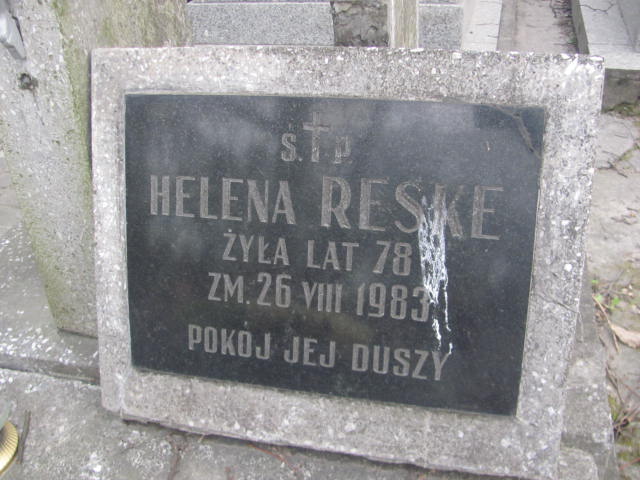 Ś. † P.
HELENA RESKE
ŻYŁA LAT 78
ZM. 26 VIII 1983
POKÓJ JEJ DUSZY